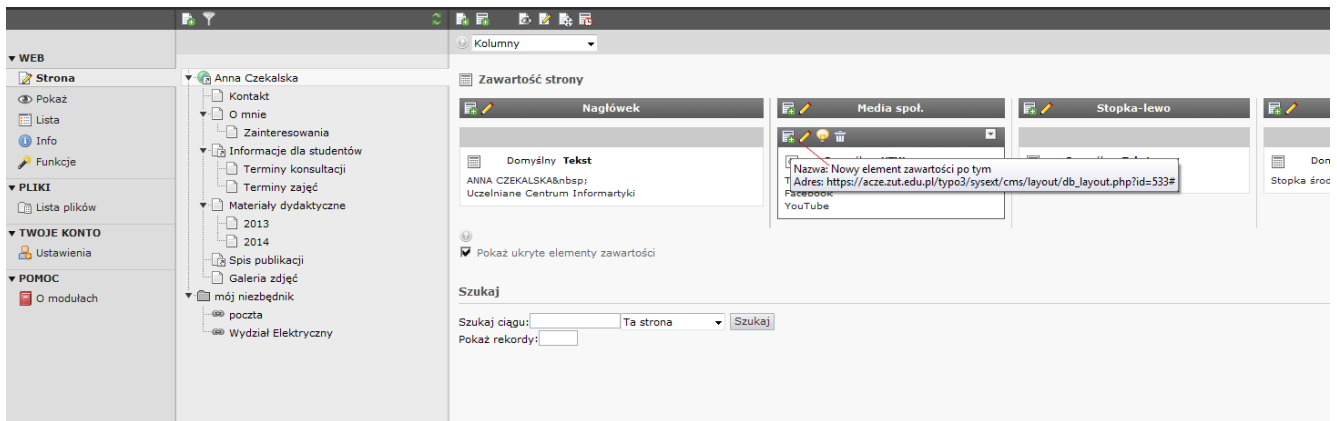 Kolumny
WEB
Strona
Pokaż
Lista
Info
Funkcje
PLIKI
Lista plików
TWOJE KONTO
Ustawienia
POMOC
O modułach
Anna Czekalska
Kontakt
O mnie
Zainteresowania
Informacje dla studentów
Terminy konsultacji
Terminy zajęć
Materiały dydaktyczne
2013
2014
Spis publikacji
Galeria zdjęć
mój niezbędnik
poczta
Wydział Elektryczny
Zawartość strony
Nagłówek
Domyślny Tekst
ANNA CZEKALSKA&nbsp;
Uczelniane Centrum Informartyki
Media społ.
Nazwa: Nowy element zawartości po tym
Adres: https://acze.zut.edu.pl/typo3/sysext/cms/layout/db_layout.php?id=533#
Facebook
YouTube
Stopka-lewo
Dom
Stopka środ
Pokaż ukryte elementy zawartości
Szukaj
Szukaj ciągu:
Ta strona
Szukaj
Pokaż rekordy: